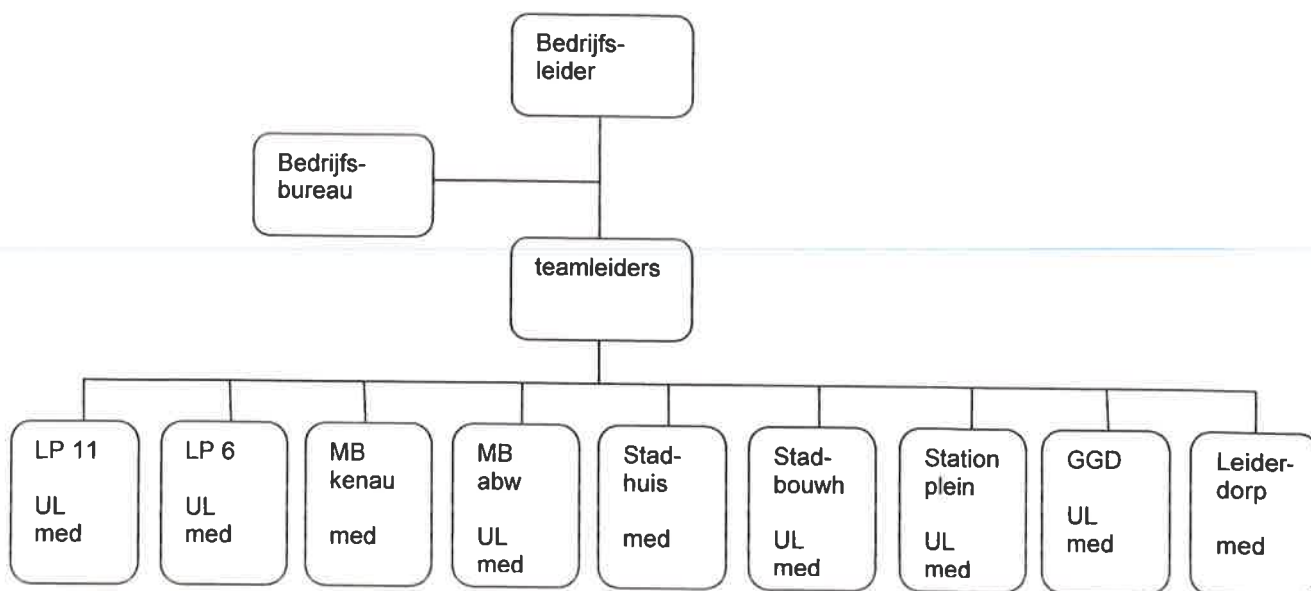 Bedrijfs-
leider
Bedrijfs-
bureau
teamleiders
LP 11
UL
med
LP 6
UL
med
MB
kenau
med
MB
abw
UL
med
Stad-
huis
med
Stad-
bouwh
UL
med
Station
plein
UL
med
GGD
UL
med
Leider-
dorp
med